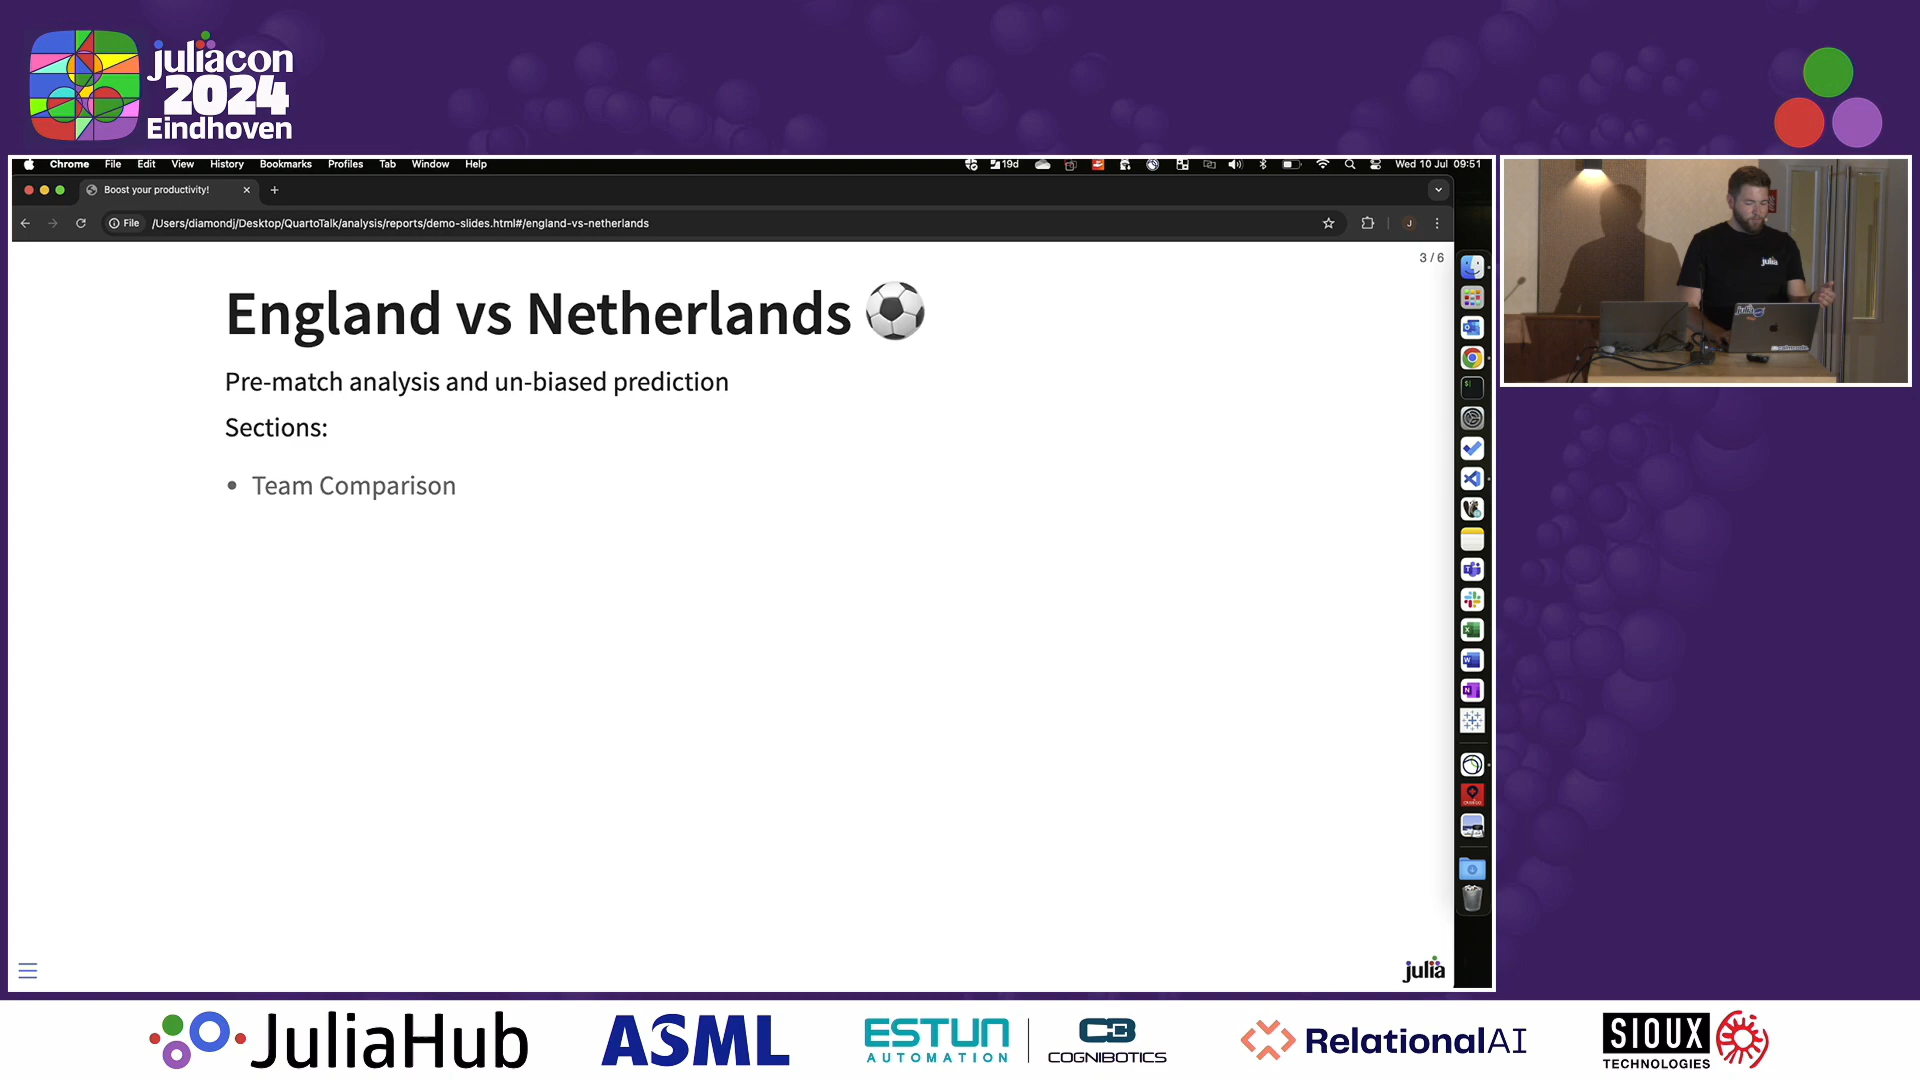 juliacon
2024
Eindhoven
Chrome File Edit View History Bookmarks Profiles Tab Window Help
19d
Wed 10 Jul 09:51
Boost your productivity!
File /Users/diamondj/Desktop/QuartoTalk/analysis/reports/demo-slides.html#/england-vs-netherlands
J
3 / 6
England vs Netherlands
Pre-match analysis and un-biased prediction
Sections:
• Team Comparison
julia
julia
julia
JuliaHub
ASML
ESTUN
AUTOMATION
COGNIBOTICS
RelationalAI
SIOUX
TECHNOLOGIES